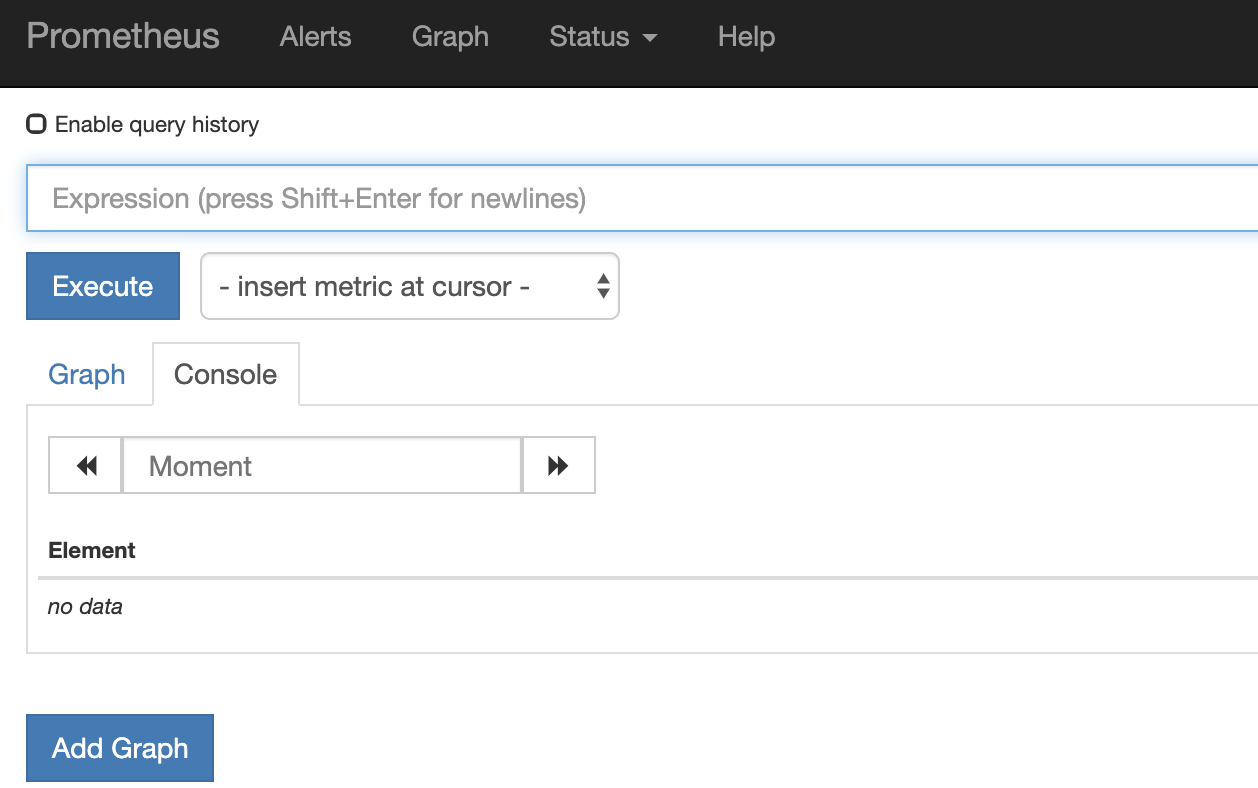 Prometheus Alerts Graph Status Help
Enable query history
Expression (press Shift+Enter for newlines)
Execute - insert metric at cursor -
Graph Console
Moment
Element
no data
Add Graph